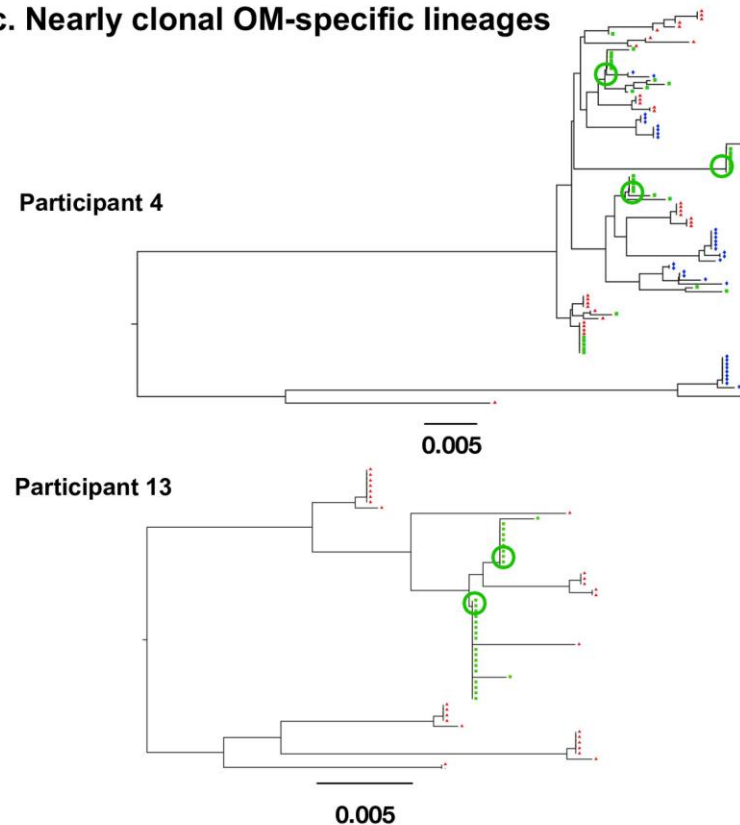 c. Nearly clonal OM-specific lineages
Participant 4
0.005
Participant 13
0.005